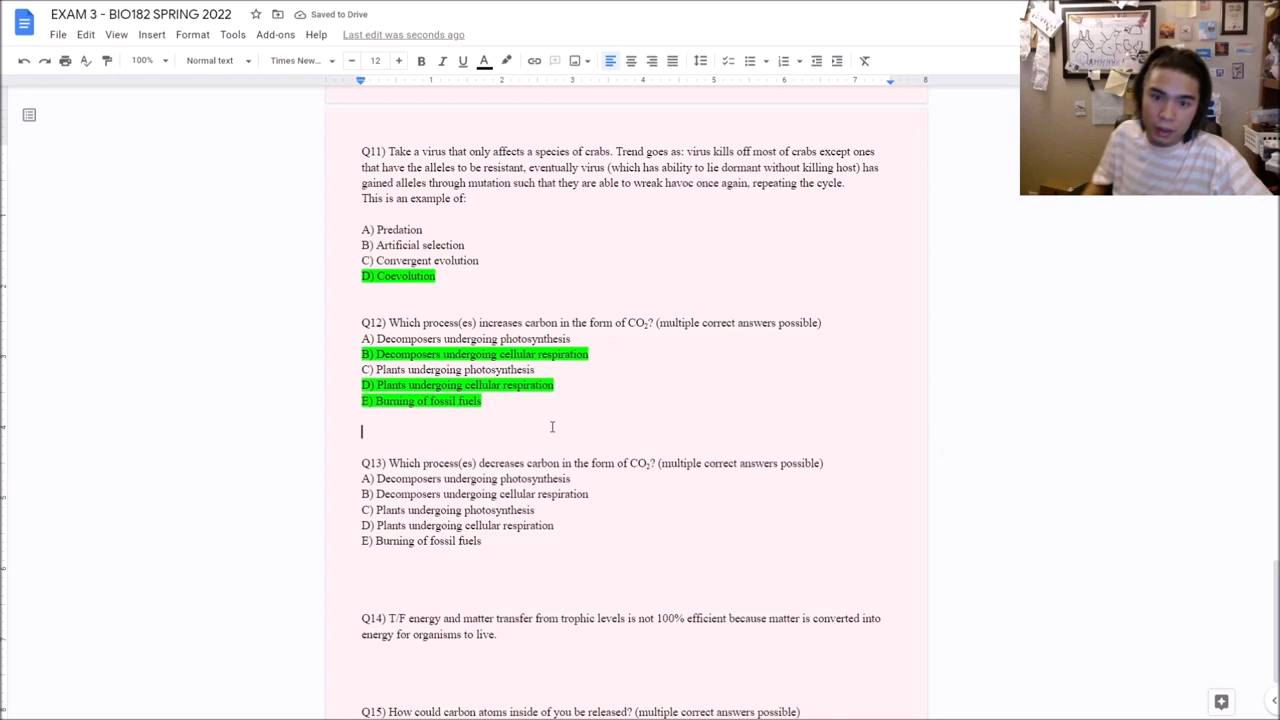 EXAM 3 - BIO182 SPRING 2022
Saved to Drive
File Edit View Insert Format Tools Add-ons Help Last edit was seconds ago
100% Normal text Times New... 12
1 2 3 4 5 6 7 8
Q11) Take a virus that only affects a species of crabs. Trend goes as: virus kills off most of crabs except ones
that have the alleles to be resistant, eventually virus (which has ability to lie dormant without killing host) has
gained alleles through mutation such that they are able to wreak havoc once again, repeating the cycle.
This is an example of:
A) Predation
B) Artificial selection
C) Convergent evolution
D) Coevolution
Q12) Which process(es) increases carbon in the form of CO₂? (multiple correct answers possible)
A) Decomposers undergoing photosynthesis
B) Decomposers undergoing cellular respiration
C) Plants undergoing photosynthesis
D) Plants undergoing cellular respiration
E) Burning of fossil fuels
Q13) Which process(es) decreases carbon in the form of CO₂? (multiple correct answers possible)
A) Decomposers undergoing photosynthesis
B) Decomposers undergoing cellular respiration
C) Plants undergoing photosynthesis
D) Plants undergoing cellular respiration
E) Burning of fossil fuels
Q14) T/F energy and matter transfer from trophic levels is not 100% efficient because matter is converted into
energy for organisms to live.
Q15) How could carbon atoms inside of you be released? (multiple correct answers possible)